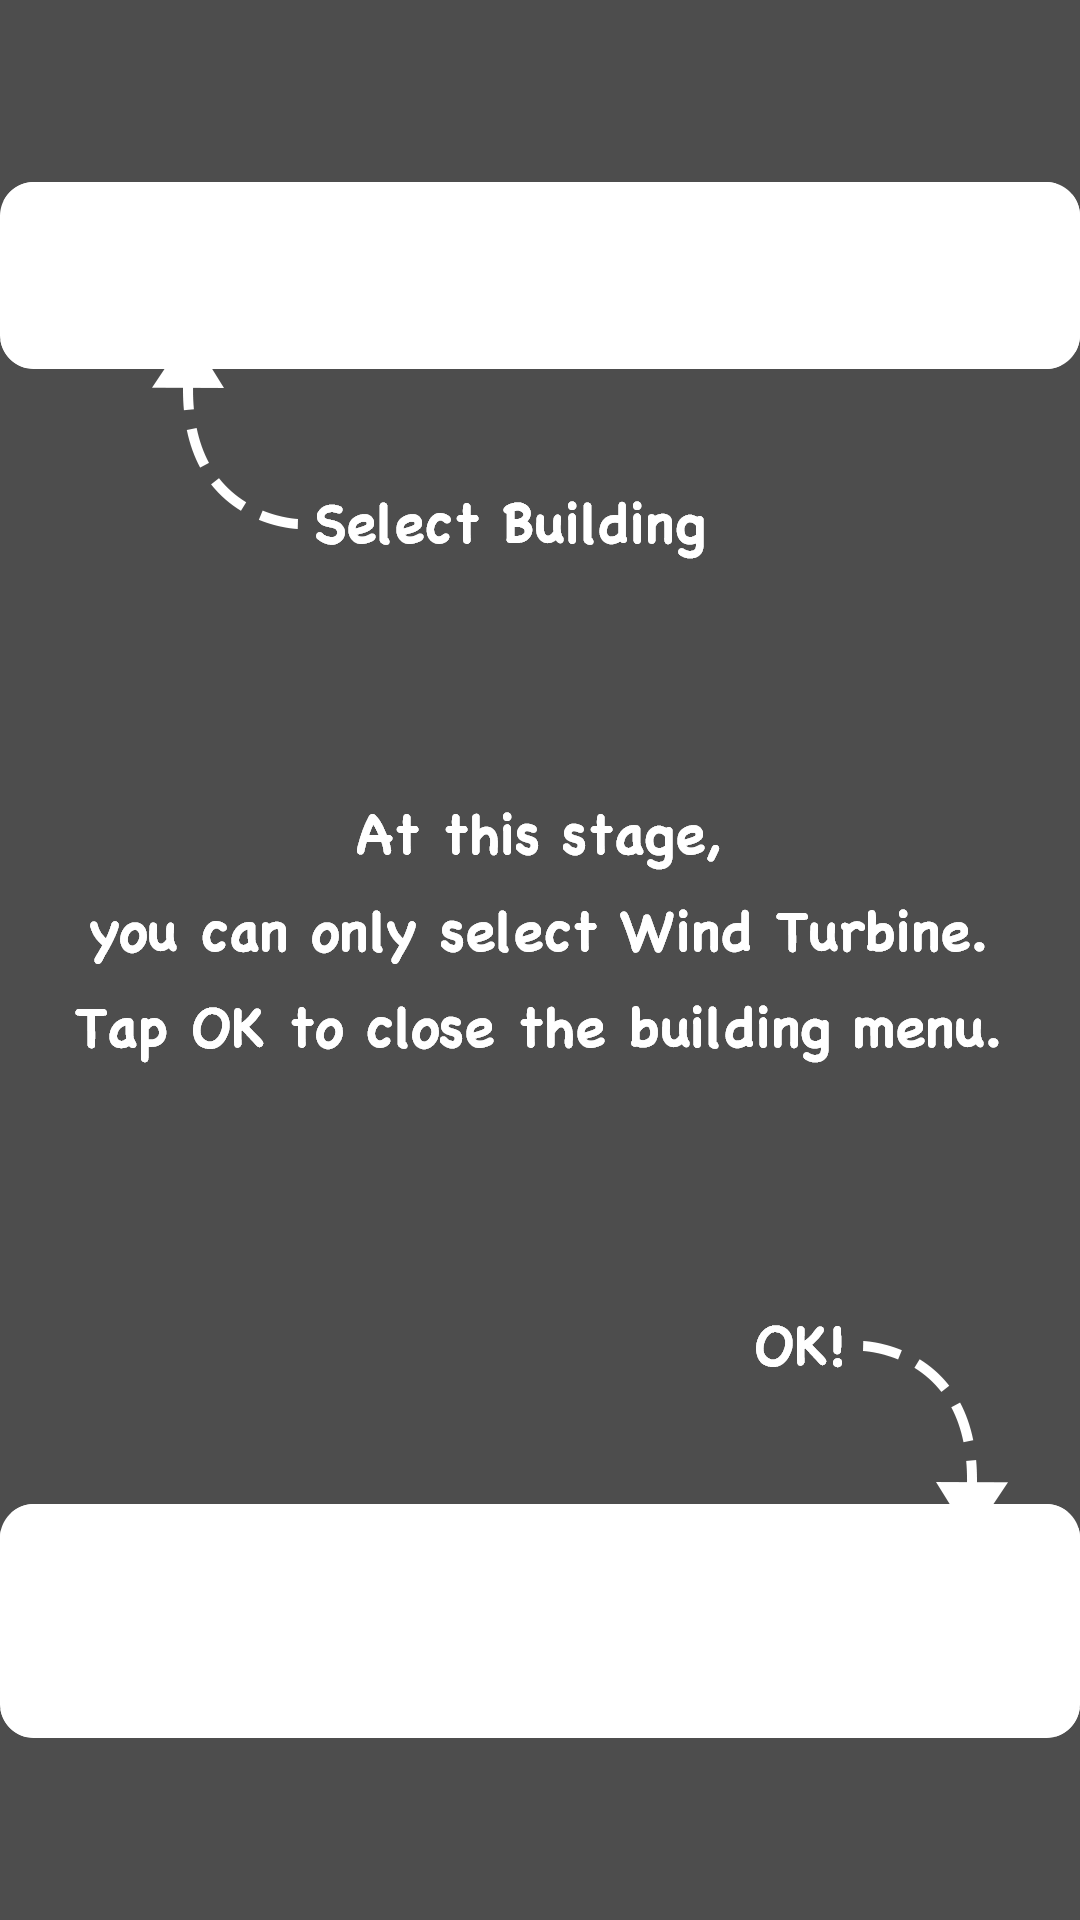 Select Building
At this stage,
you can only select Wind Turbine.
Tap OK to close the building menu.
OK!